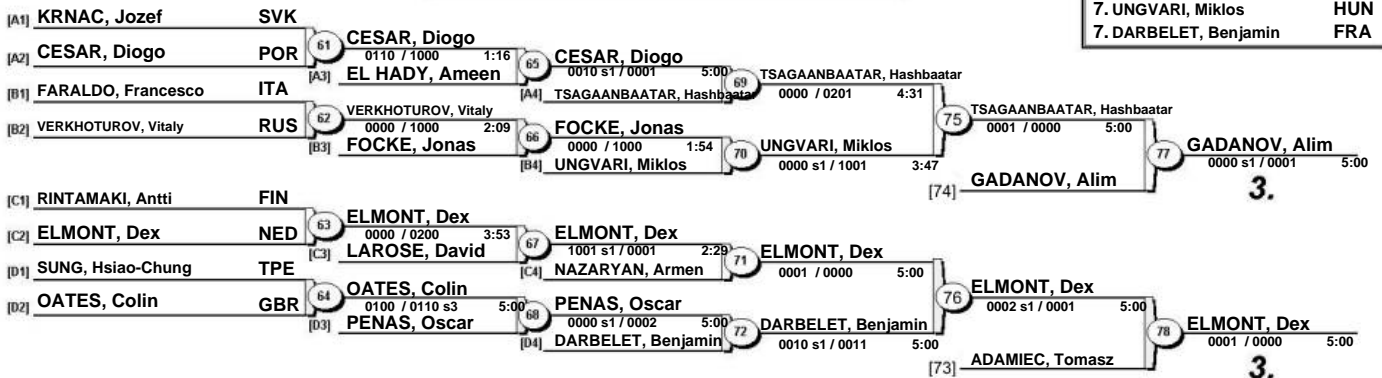 7. UNGVARI, Miklos HUN
7. DARBELET, Benjamin FRA
[A1] KRNAC, Jozef SVK
[A2] CESAR, Diogo POR
61 CESAR, Diogo
0110 / 1000 1:16
[A3] EL HADY, Ameen
65 CESAR, Diogo
0010 s1 / 0001 5:00
[A4] TSAGAANBAATAR, Hashbaatar
69 TSAGAANBAATAR, Hashbaatar
0000 / 0201 4:31
[B1] FARALDO, Francesco ITA
[B2] VERKHOTUROV, Vitaly RUS
62 VERKHOTUROV, Vitaly
0000 / 1000 2:09
[B3] FOCKE, Jonas
66 FOCKE, Jonas
0000 / 1000 1:54
[B4] UNGVARI, Miklos
70 UNGVARI, Miklos
0000 s1 / 1001 3:47
75 TSAGAANBAATAR, Hashbaatar
0001 / 0000 5:00
[74] GADANOV, Alim
77 GADANOV, Alim
0000 s1 / 0001 5:00
3.
[C1] RINTAMAKI, Antti FIN
[C2] ELMONT, Dex NED
63 ELMONT, Dex
0000 / 0200 3:53
[C3] LAROSE, David
67 ELMONT, Dex
1001 s1 / 0001 2:29
[C4] NAZARYAN, Armen
71 ELMONT, Dex
0001 / 0000 5:00
[D1] SUNG, Hsiao-Chung TPE
[D2] OATES, Colin GBR
64 OATES, Colin
0100 / 0110 s3 5:00
[D3] PENAS, Oscar
68 PENAS, Oscar
0000 s1 / 0002 5:00
[D4] DARBELET, Benjamin
72 DARBELET, Benjamin
0010 s1 / 0011 5:00
76 ELMONT, Dex
0002 s1 / 0001 5:00
[73] ADAMIEC, Tomasz
78 ELMONT, Dex
0001 / 0000 5:00
3.